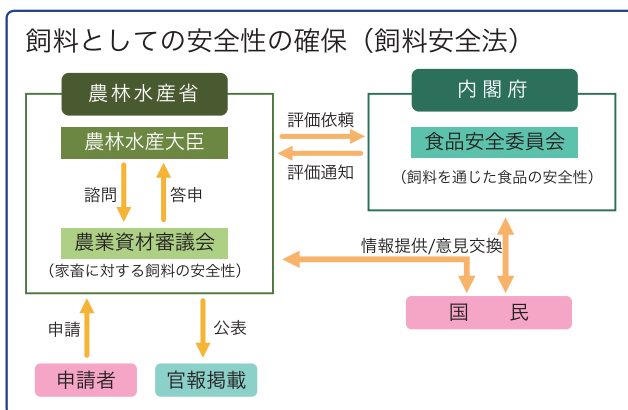 飼料としての安全性の確保（飼料安全法）
農林水産省
内閣府
農林水産大臣
評価依頼
評価通知
食品安全委員会
（飼料を通じた食品の安全性）
諮問
答申
農業資材審議会
（家畜に対する飼料の安全性）
情報提供/意見交換
国　民
申請
公表
申請者
官報掲載